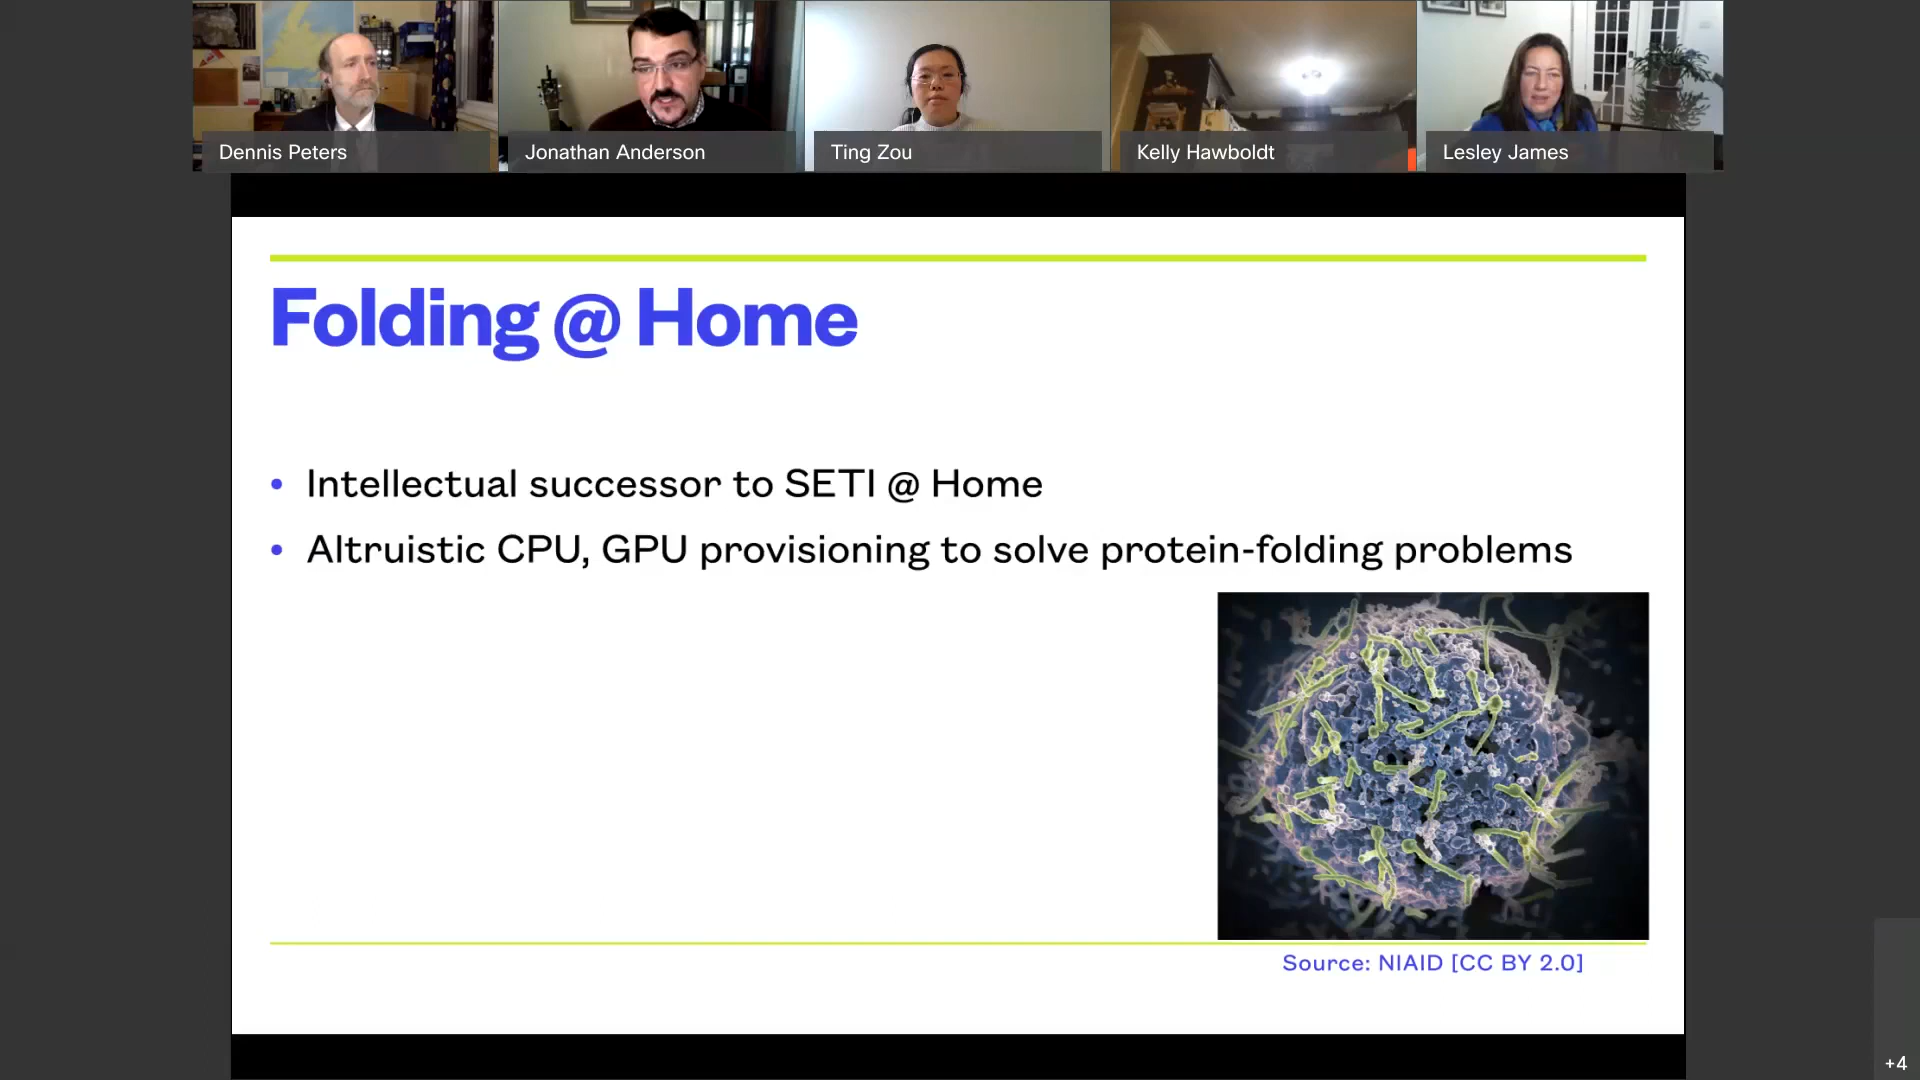 Dennis Peters
Jonathan Anderson
Ting Zou
Kelly Hawboldt
Lesley James
Folding @ Home
• Intellectual successor to SETI @ Home
• Altruistic CPU, GPU provisioning to solve protein-folding problems
Source: NIAID [CC BY 2.0]
+4